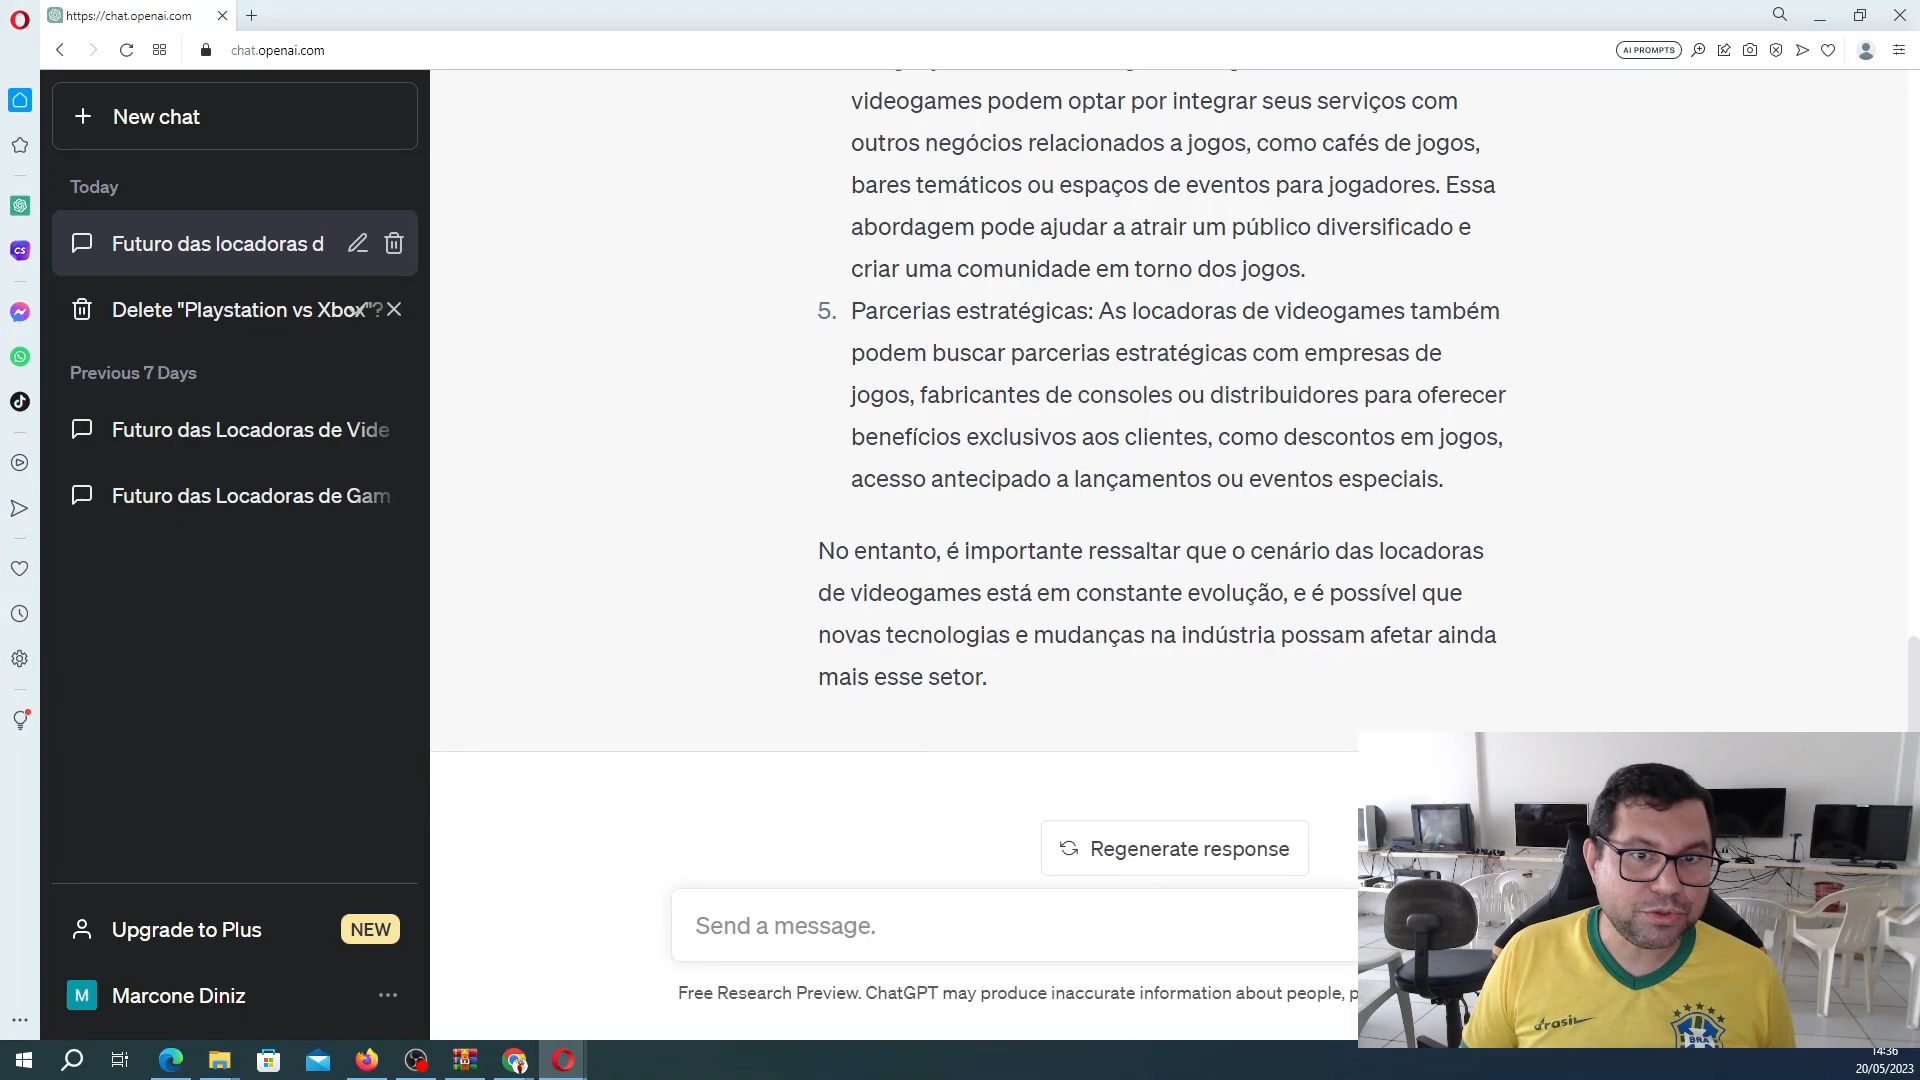 https://chat.openai.com
chat.openai.com
AI PROMPTS
New chat
Today
Futuro das locadoras d
Delete "Playstation vs Xbox"?
Previous 7 Days
Futuro das Locadoras de Vide
Futuro das Locadoras de Gam
Upgrade to Plus
NEW
M
Marcone Diniz
videogames podem optar por integrar seus serviços com
outros negócios relacionados a jogos, como cafés de jogos,
bares temáticos ou espaços de eventos para jogadores. Essa
abordagem pode ajudar a atrair um público diversificado e
criar uma comunidade em torno dos jogos.
5. Parcerias estratégicas: As locadoras de videogames também
podem buscar parcerias estratégicas com empresas de
jogos, fabricantes de consoles ou distribuidores para oferecer
benefícios exclusivos aos clientes, como descontos em jogos,
acesso antecipado a lançamentos ou eventos especiais.
No entanto, é importante ressaltar que o cenário das locadoras
de videogames está em constante evolução, e é possível que
novas tecnologias e mudanças na indústria possam afetar ainda
mais esse setor.
Regenerate response
Send a message.
Free Research Preview. ChatGPT may produce inaccurate information about people, p
CS
Brasil
BRA
14:36
20/05/2023